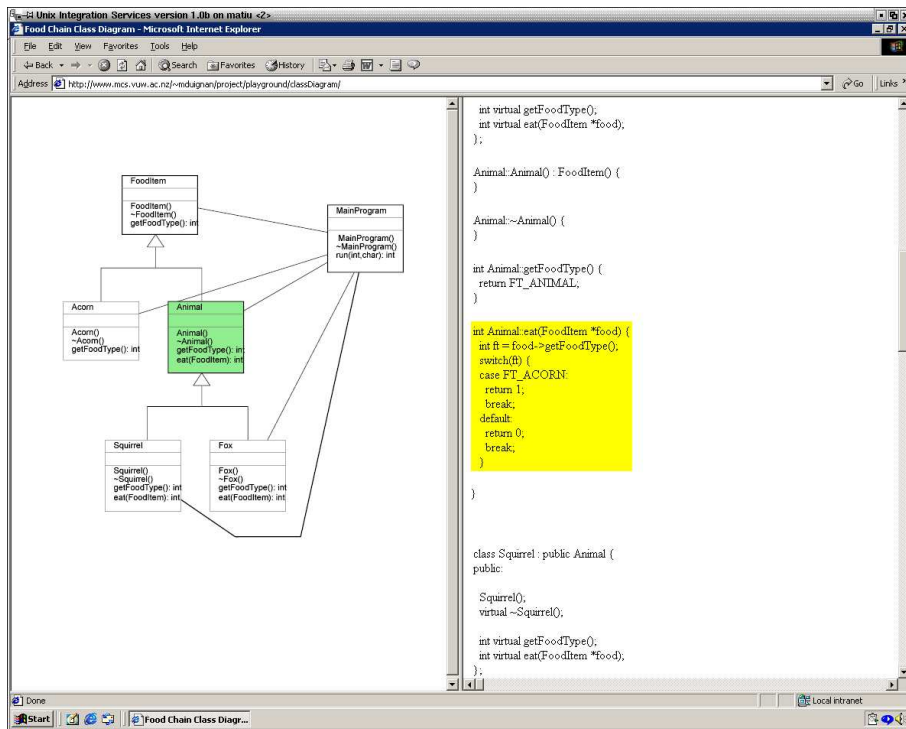 Unix Integration Services version 1.0b on matiu <2>
Food Chain Class Diagram - Microsoft Internet Explorer
File Edit View Favorites Tools Help
Back Search Favorites History
Address http://www.mcs.vuw.ac.nz/~mduignan/project/playground/classDiagram/ Go Links
FoodItem
FoodItem()
~FoodItem()
getFoodType(): int
MainProgram
MainProgram()
~MainProgram()
run(int,char): int
Acorn
Acorn()
~Acorn()
getFoodType(): int
Animal
Animal()
~Animal()
getFoodType(): int
eat(FoodItem): int
Squirrel
Squirrel()
~Squirrel()
getFoodType(): int
eat(FoodItem): int
Fox
Fox()
~Fox()
getFoodType(): int
eat(FoodItem): int
int virtual getFoodType();
int virtual eat(FoodItem *food);
};
Animal::Animal() : FoodItem() {
}
Animal::~Animal() {
}
int Animal::getFoodType() {
return FT_ANIMAL;
}
int Animal::eat(FoodItem *food) {
int ft = food->getFoodType();
switch(ft) {
case FT_ACORN:
return 1;
break;
default:
return 0;
break;
}
}
class Squirrel : public Animal {
public:
Squirrel();
virtual ~Squirrel();
int virtual getFoodType();
int virtual eat(FoodItem *food);
};
Done Local intranet
Start Food Chain Class Diagr...